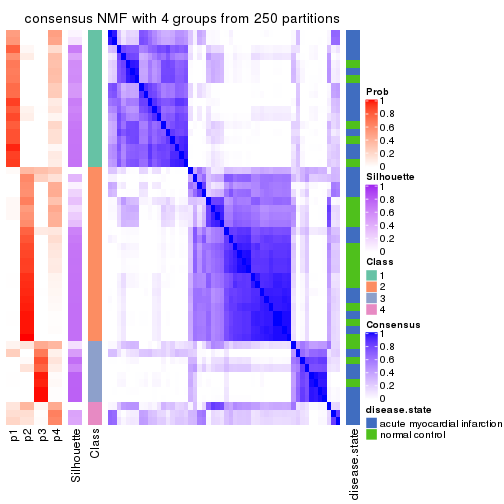 consensus NMF with 4 groups from 250 partitions
Prob
1
0.8
0.6
0.4
0.2
0
Silhouette
1
0.8
0.6
0.4
0.2
0
Class
1
2
3
4
Consensus
1
0.8
0.6
0.4
0.2
0
disease.state
acute myocardial infarction
normal control
p1
p2
p3
p4
Silhouette
Class
disease.state